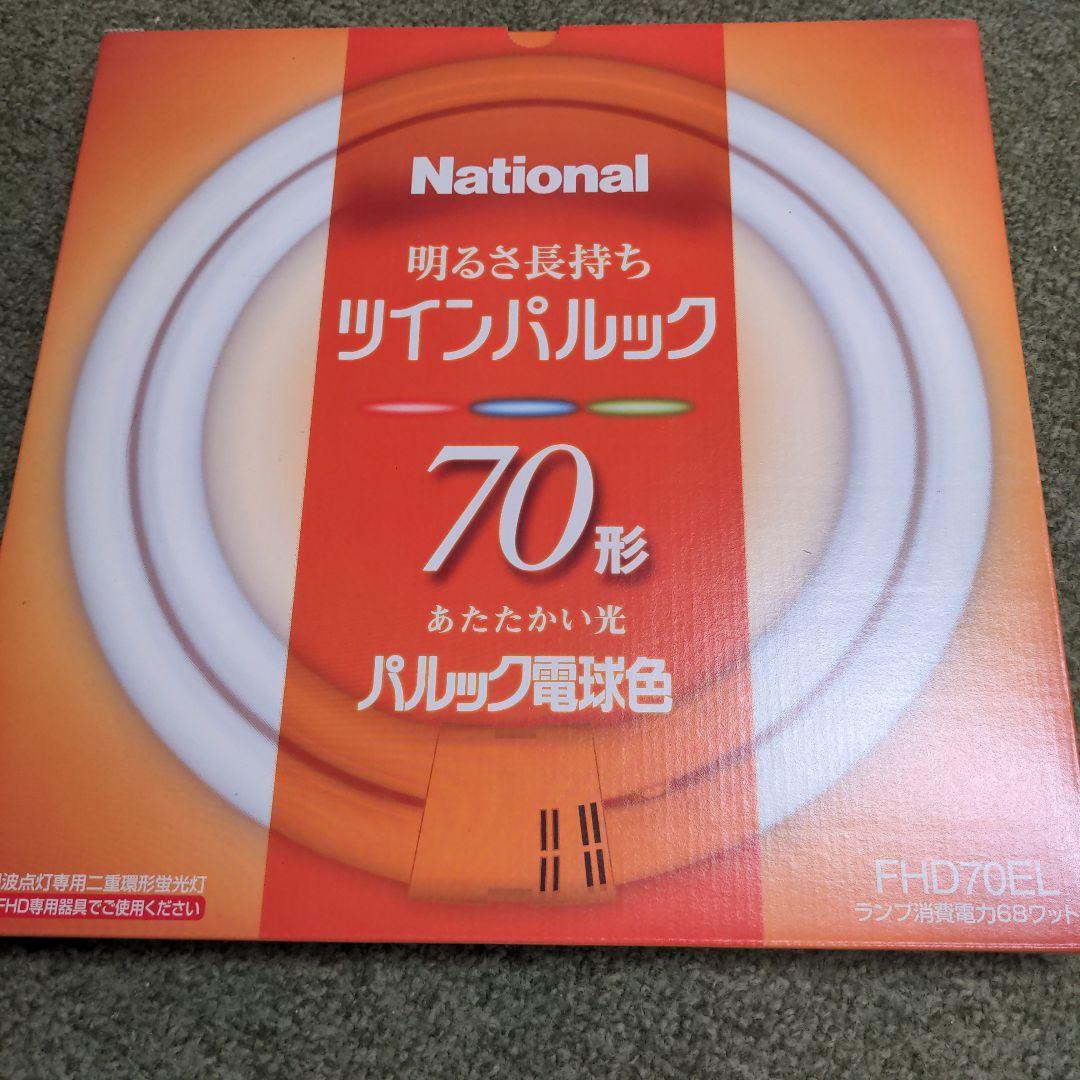 National
明るさ長持ち
ツインパルック
70形
あたたかい光
パルック電球色
波点灯専用二重環形蛍光灯
FHD専用器具でご使用ください
FHD70EL
ランプ消費電力68ワット